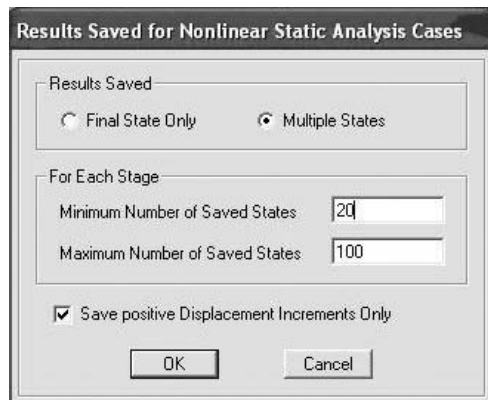 Results Saved for Nonlinear Static Analysis Cases
Results Saved
Final State Only Multiple States
For Each Stage
Minimum Number of Saved States 20
Maximum Number of Saved States 100
Save positive Displacement Increments Only
OK Cancel